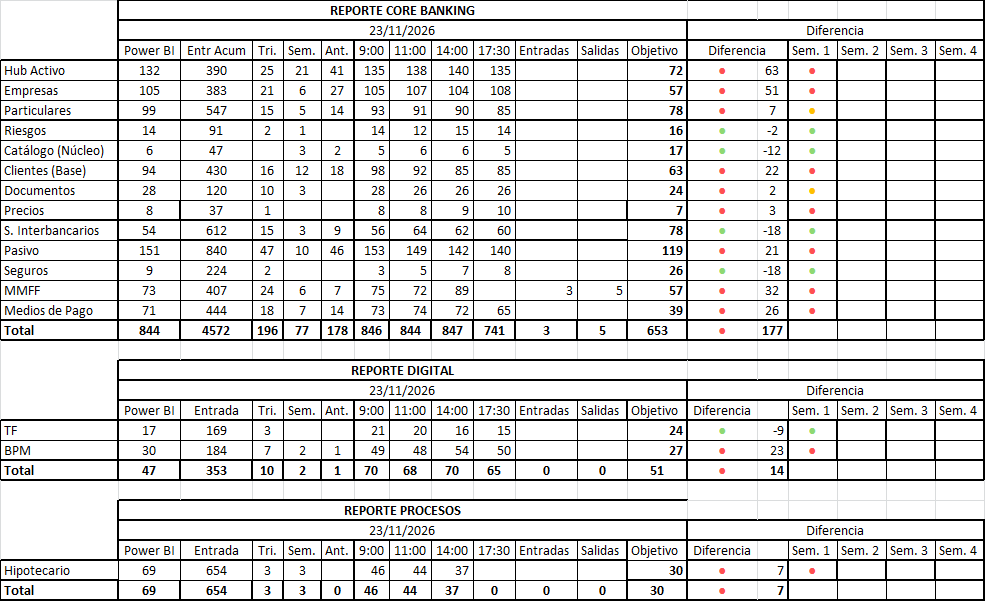 REPORTE CORE BANKING
23/11/2026 Diferencia
Power BI Entr Acum Tri. Sem. Ant. 9:00 11:00 14:00 17:30 Entradas Salidas Objetivo Diferencia Sem. 1 Sem. 2 Sem. 3 Sem. 4
Hub Activo 132 390 25 21 41 135 138 140 135 72 63
Empresas 105 383 21 6 27 105 107 104 108 57 51
Particulares 99 547 15 5 14 93 91 90 85 78 7
Riesgos 14 91 2 1 14 12 15 14 16 -2
Catálogo (Núcleo) 6 47 3 2 5 6 6 5 17 -12
Clientes (Base) 94 430 16 12 18 98 92 85 85 63 22
Documentos 28 120 10 3 28 26 26 26 24 2
Precios 8 37 1 8 8 9 10 7 3
S. Interbancarios 54 612 15 3 9 56 64 62 60 78 -18
Pasivo 151 840 47 10 46 153 149 142 140 119 21
Seguros 9 224 2 3 5 7 8 26 -18
MMFF 73 407 24 6 7 75 72 89 3 5 57 32
Medios de Pago 71 444 18 7 14 73 74 72 65 39 26
Total 844 4572 196 77 178 846 844 847 741 3 5 653 177
REPORTE DIGITAL
23/11/2026 Diferencia
Power BI Entrada Tri. Sem. Ant. 9:00 11:00 14:00 17:30 Entradas Salidas Objetivo Diferencia Sem. 1 Sem. 2 Sem. 3 Sem. 4
TF 17 169 3 21 20 16 15 24 -9
BPM 30 184 7 2 1 49 48 54 50 27 23
Total 47 353 10 2 1 70 68 70 65 0 0 51 14
REPORTE PROCESOS
23/11/2026 Diferencia
Power BI Entrada Tri. Sem. Ant. 9:00 11:00 14:00 17:30 Entradas Salidas Objetivo Diferencia Sem. 1 Sem. 2 Sem. 3 Sem. 4
Hipotecario 69 654 3 3 46 44 37 30 7
Total 69 654 3 3 0 46 44 37 0 0 0 30 7